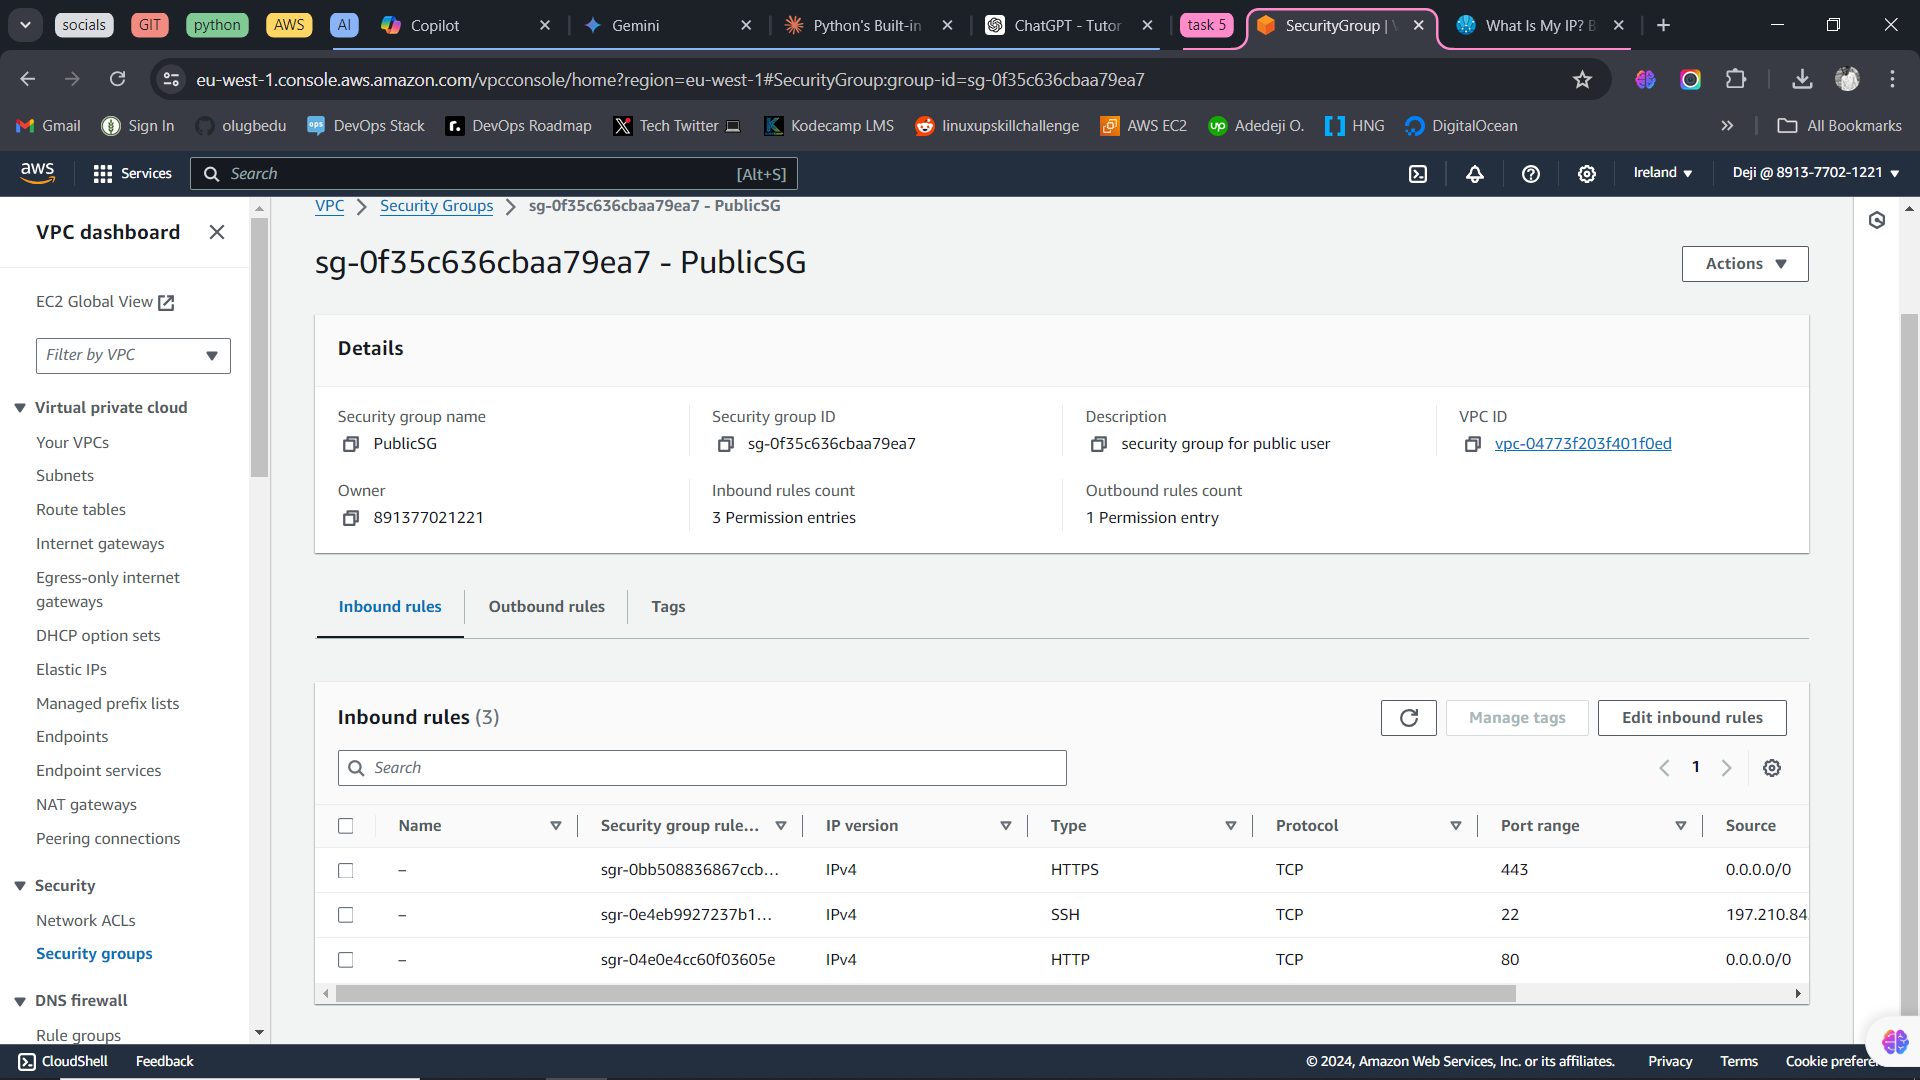 socials
GIT
python
AWS
AI
Copilot
Gemini
Python's Built-in
ChatGPT - Tutor
task 5
SecurityGroup |
What Is My IP? B
eu-west-1.console.aws.amazon.com/vpcconsole/home?region=eu-west-1#SecurityGroup:group-id=sg-0f35c636cbaa79ea7
Gmail
Sign In
olugbedu
DevOps Stack
DevOps Roadmap
Tech Twitter
Kodecamp LMS
linuxupskillchallenge
AWS EC2
Adedeji O.
HNG
DigitalOcean
All Bookmarks
aws
Services
Search
[Alt+S]
Ireland
Deji @ 8913-7702-1221
VPC dashboard
EC2 Global View
Filter by VPC
Virtual private cloud
Your VPCs
Subnets
Route tables
Internet gateways
Egress-only internet
gateways
DHCP option sets
Elastic IPs
Managed prefix lists
Endpoints
Endpoint services
NAT gateways
Peering connections
Security
Network ACLs
Security groups
DNS firewall
Rule groups
VPC
Security Groups
sg-0f35c636cbaa79ea7 - PublicSG
sg-0f35c636cbaa79ea7 - PublicSG
Actions
Details
Security group name
PublicSG
Security group ID
sg-0f35c636cbaa79ea7
Description
security group for public user
VPC ID
vpc-04773f203f401f0ed
Owner
891377021221
Inbound rules count
3 Permission entries
Outbound rules count
1 Permission entry
Inbound rules
Outbound rules
Tags
Inbound rules (3)
Manage tags
Edit inbound rules
Search
1
Name
Security group rule...
IP version
Type
Protocol
Port range
Source
– sgr-0bb508836867ccb... IPv4 HTTPS TCP 443 0.0.0.0/0
– sgr-0e4eb9927237b1... IPv4 SSH TCP 22 197.210.84.
– sgr-04e0e4cc60f03605e IPv4 HTTP TCP 80 0.0.0.0/0
CloudShell
Feedback
© 2024, Amazon Web Services, Inc. or its affiliates.
Privacy
Terms
Cookie prefere